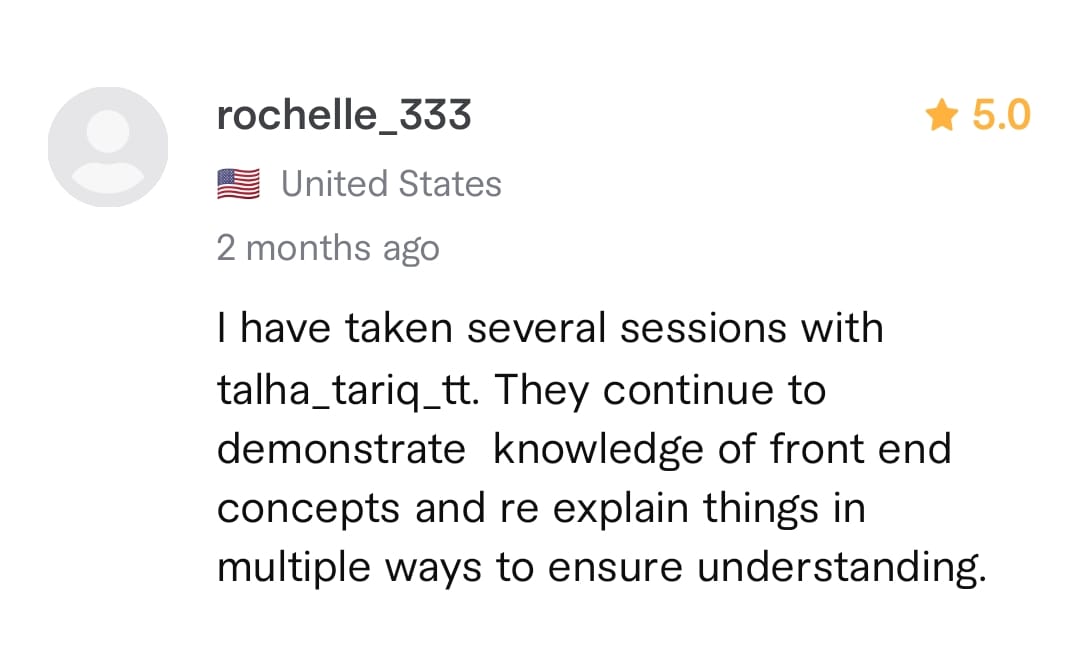 rochelle_333
5.0
United States
2 months ago
I have taken several sessions with
talha_tariq_tt. They continue to
demonstrate  knowledge of front end
concepts and re explain things in
multiple ways to ensure understanding.